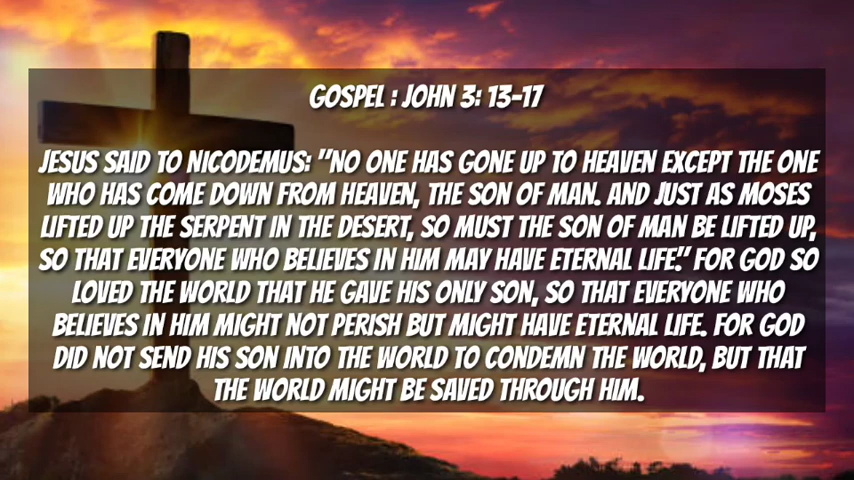 GOSPEL : JOHN 3: 13-17
JESUS SAID TO NICODEMUS: "NO ONE HAS GONE UP TO HEAVEN EXCEPT THE ONE
WHO HAS COME DOWN FROM HEAVEN, THE SON OF MAN. AND JUST AS MOSES
LIFTED UP THE SERPENT IN THE DESERT, SO MUST THE SON OF MAN BE LIFTED UP,
SO THAT EVERYONE WHO BELIEVES IN HIM MAY HAVE ETERNAL LIFE." FOR GOD SO
LOVED THE WORLD THAT HE GAVE HIS ONLY SON, SO THAT EVERYONE WHO
BELIEVES IN HIM MIGHT NOT PERISH BUT MIGHT HAVE ETERNAL LIFE. FOR GOD
DID NOT SEND HIS SON INTO THE WORLD TO CONDEMN THE WORLD, BUT THAT
THE WORLD MIGHT BE SAVED THROUGH HIM.